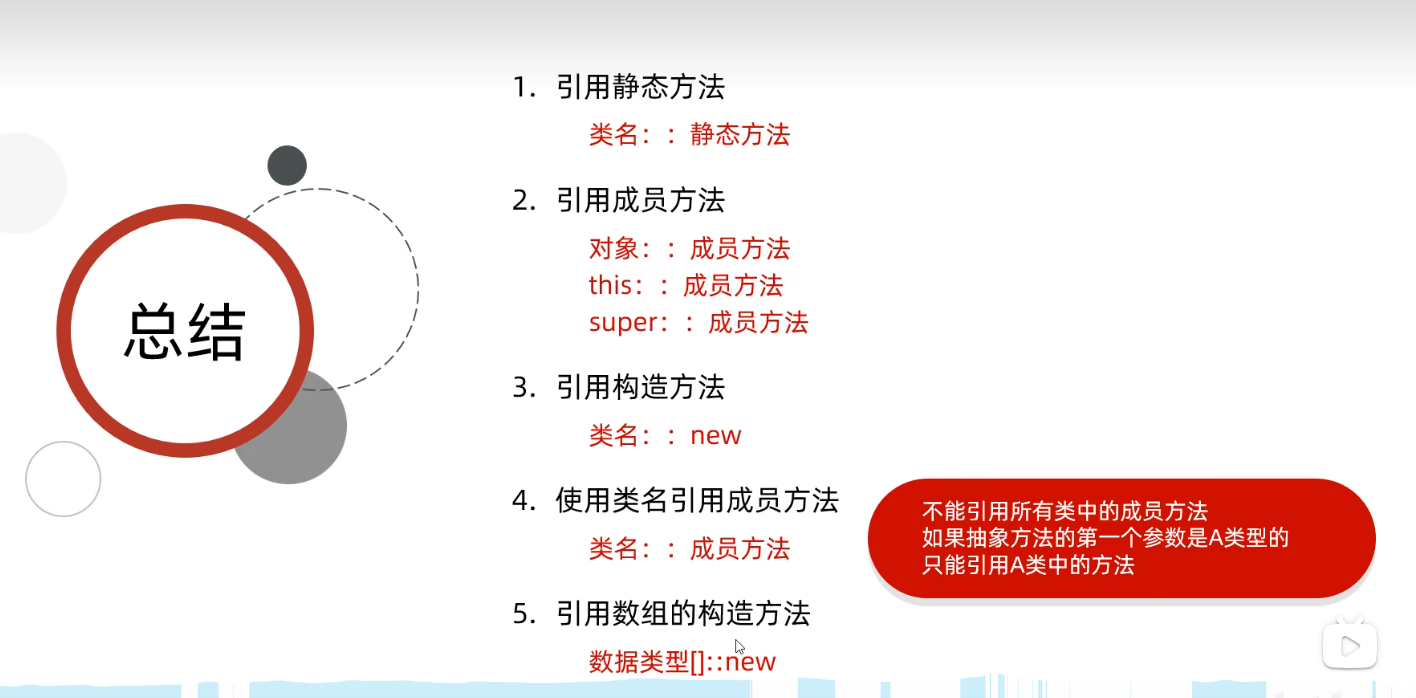 总结
1. 引用静态方法
类名：：静态方法
2. 引用成员方法
对象：：成员方法
this：：成员方法
super：：成员方法
3. 引用构造方法
类名：：new
4. 使用类名引用成员方法
类名：：成员方法
不能引用所有类中的成员方法
如果抽象方法的第一个参数是A类型的
只能引用A类中的方法
5. 引用数组的构造方法
数据类型[]::new